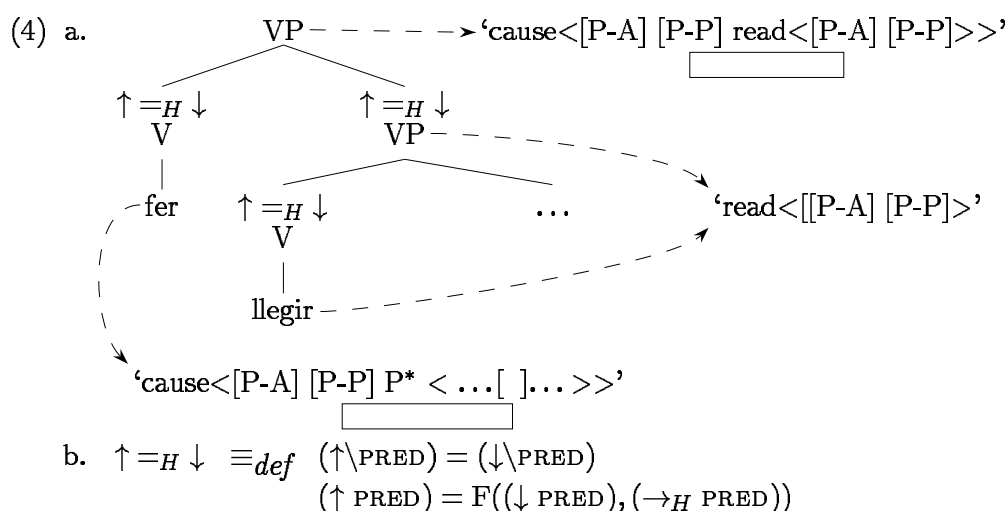 (4) a. VP ‘cause<[P-A] [P-P] read<[P-A] [P-P]>>’
↑ =H ↓ ↑ =H ↓
V VP
fer ↑ =H ↓ ... ‘read<[[P-A] [P-P]>’
V
llegir
‘cause<[P-A] [P-P] P* < ...[ ]... >>’
b. ↑ =H ↓ ≡def (↑\PRED) = (↓\PRED)
(↑ PRED) = F((↓ PRED), (→H PRED))